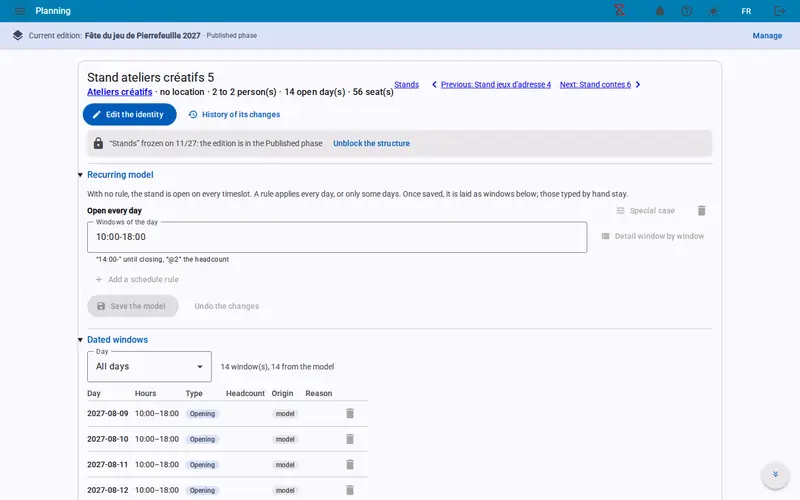 Planning
FR
Current edition: Fête du jeu de Pierrefeuille 2027 · Published phase
Manage
Stand ateliers créatifs 5
Ateliers créatifs · no location · 2 to 2 person(s) · 14 open day(s) · 56 seat(s)
Stands
Previous: Stand jeux d'adresse 4
Next: Stand contes 6
Edit the identity
History of its changes
"Stands" frozen on 11/27: the edition is in the Published phase
Unblock the structure
Recurring model
With no rule, the stand is open on every timeslot. A rule applies every day, or only some days. Once saved, it is laid as windows below; those typed by hand stay.
Open every day
Special case
Windows of the day
10:00-18:00
Detail window by window
"14:00-" until closing, "@2" the headcount
Add a schedule rule
Save the model
Undo the changes
Dated windows
Day
All days
14 window(s), 14 from the model
Day Hours Type Headcount Origin Reason
2027-08-09 10:00–18:00 Opening model
2027-08-10 10:00–18:00 Opening model
2027-08-11 10:00–18:00 Opening model
2027-08-12 10:00–18:00 Opening model